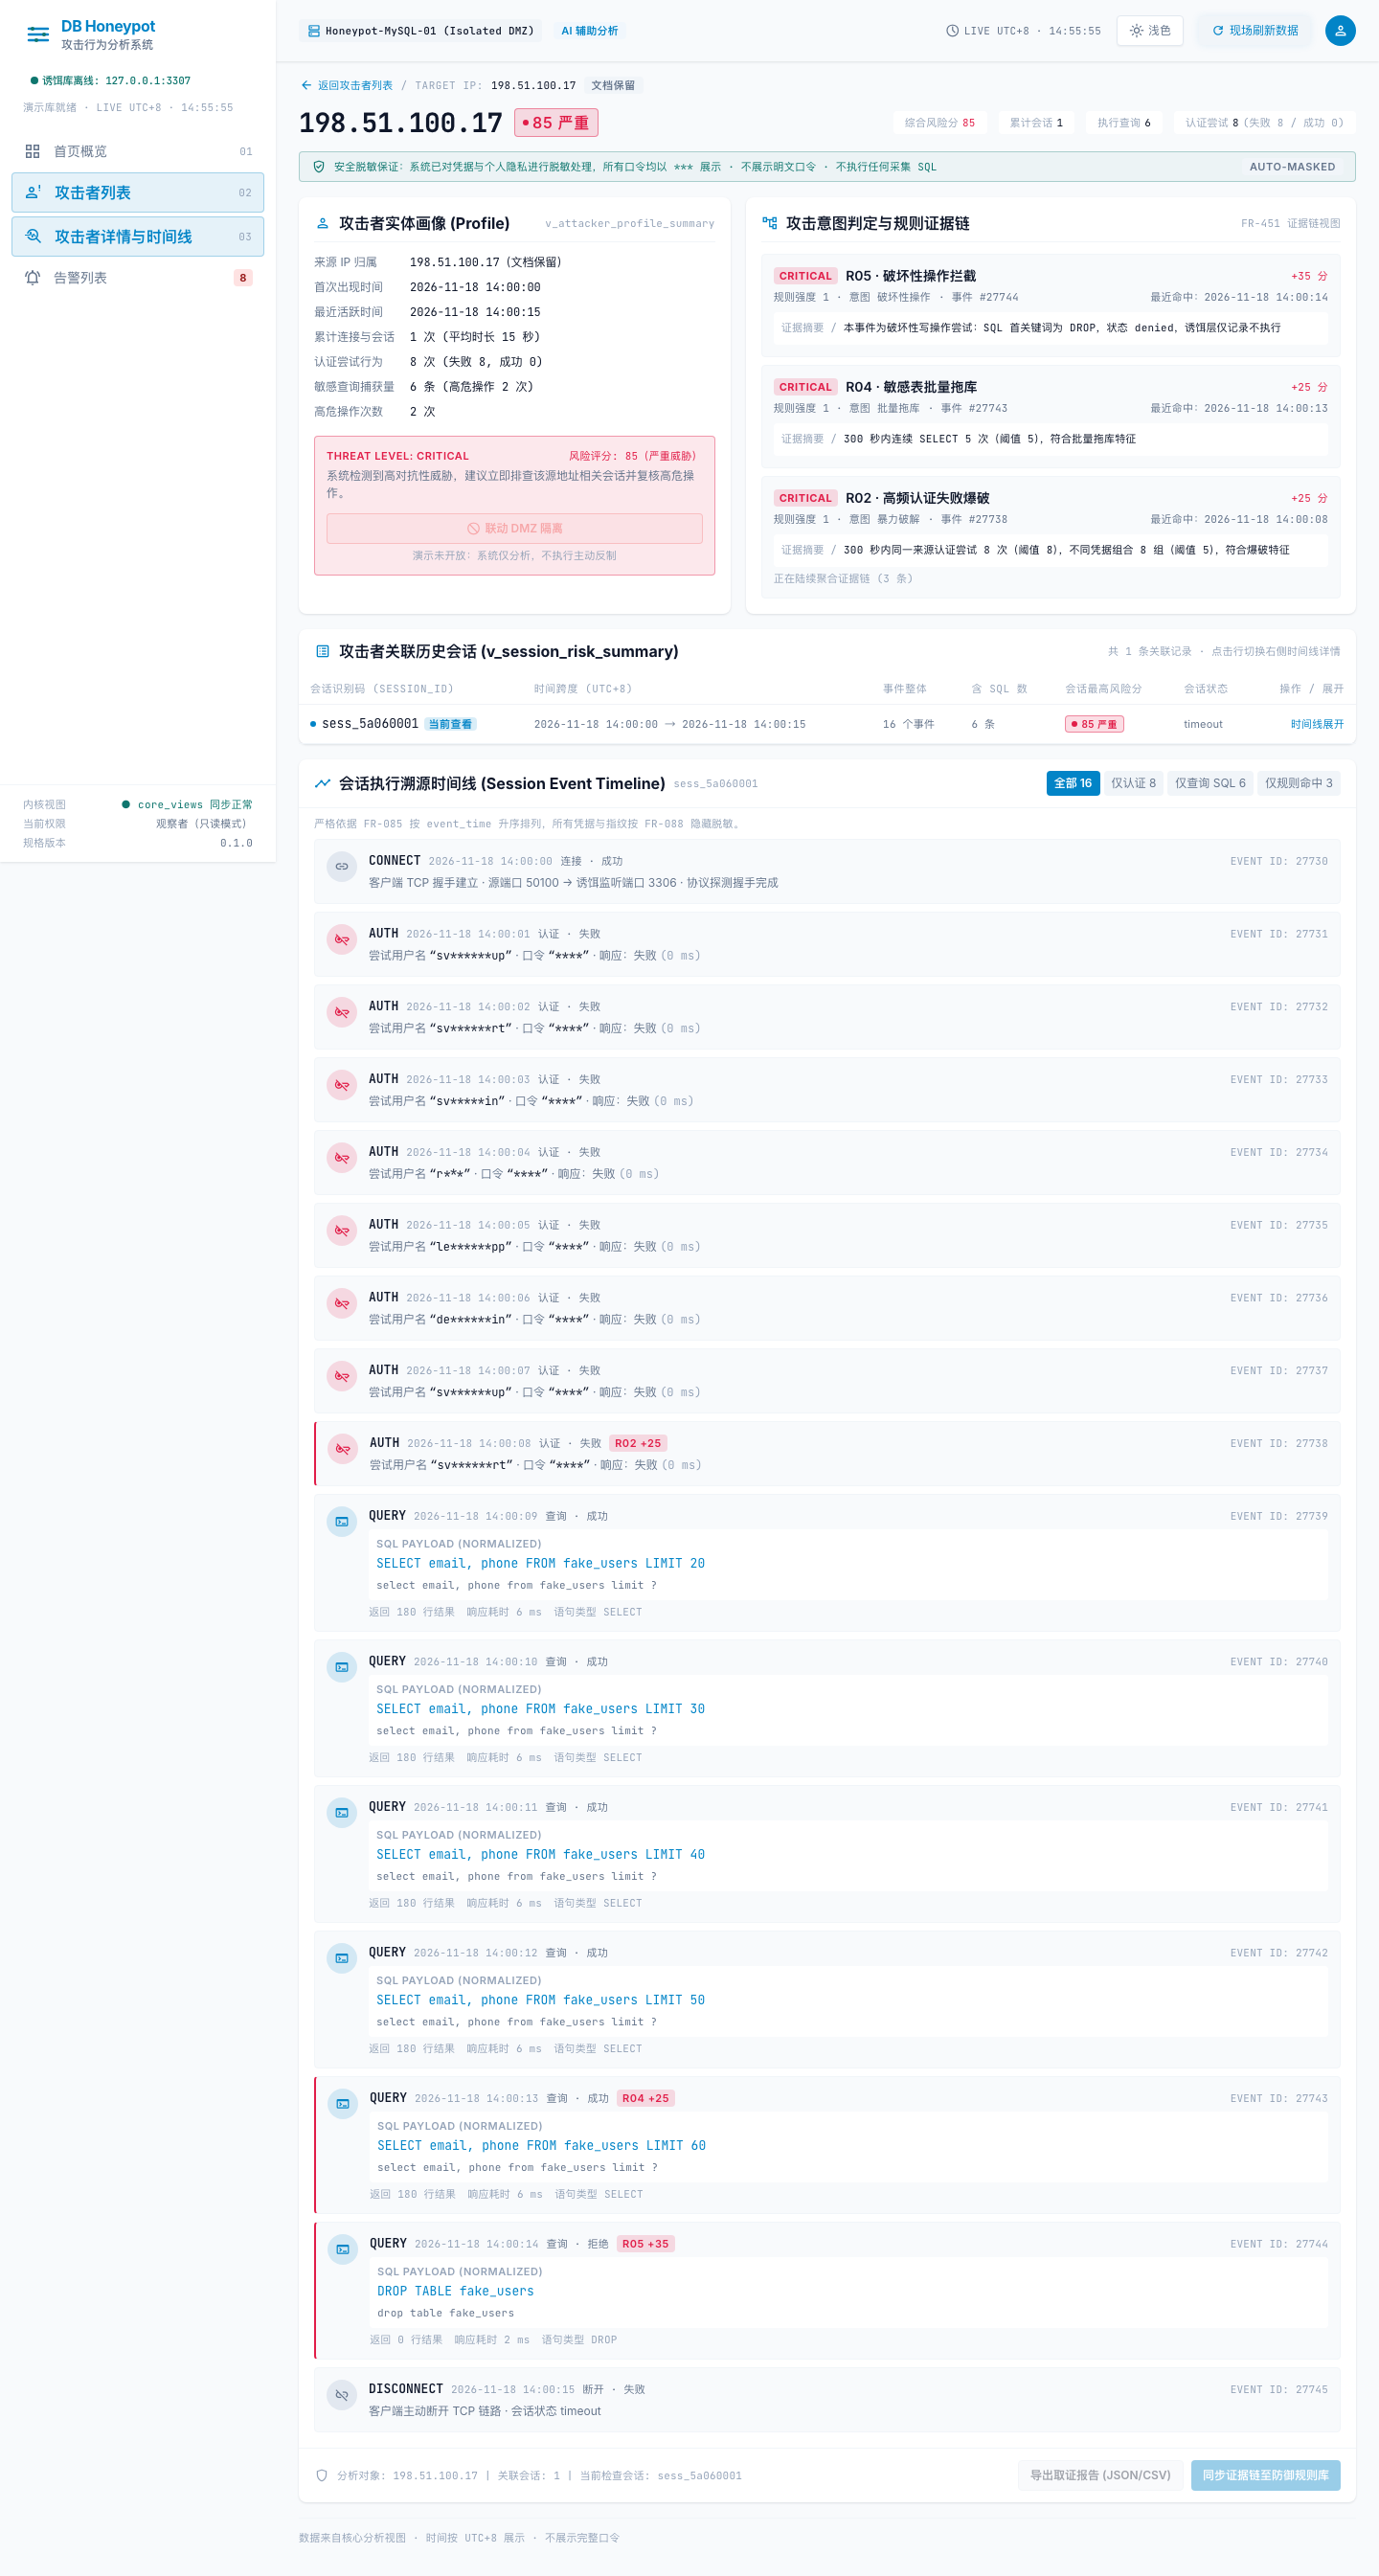 DB Honeypot
攻击行为分析系统
诱饵库离线: 127.0.0.1:3307
演示库就绪 · LIVE UTC+8 · 14:55:55
首页概览 01
攻击者列表 02
攻击者详情与时间线 03
告警列表 8
内核视图 core_views 同步正常
当前权限 观察者（只读模式）
规格版本 0.1.0
Honeypot-MySQL-01 (Isolated DMZ) AI 辅助分析 LIVE UTC+8 · 14:55:55 浅色 现场刷新数据
返回攻击者列表 / TARGET IP: 198.51.100.17 文档保留
198.51.100.17 85 严重 综合风险分 85 累计会话 1 执行查询 6 认证尝试 8 (失败 8 / 成功 0)
安全脱敏保证：系统已对凭据与个人隐私进行脱敏处理，所有口令均以 *** 展示 · 不展示明文口令 · 不执行任何采集 SQL AUTO-MASKED
攻击者实体画像 (Profile) v_attacker_profile_summary
来源 IP 归属 198.51.100.17 (文档保留)
首次出现时间 2026-11-18 14:00:00
最近活跃时间 2026-11-18 14:00:15
累计连接与会话 1 次 (平均时长 15 秒)
认证尝试行为 8 次 (失败 8, 成功 0)
敏感查询捕获量 6 条 (高危操作 2 次)
高危操作次数 2 次
THREAT LEVEL: CRITICAL 风险评分: 85 (严重威胁)
系统检测到高对抗性威胁，建议立即排查该源地址相关会话并复核高危操
作。
联动 DMZ 隔离
演示未开放：系统仅分析，不执行主动反制
攻击意图判定与规则证据链 FR-451 证据链视图
CRITICAL R05 · 破坏性操作拦截 +35 分
规则强度 1 · 意图 破坏性操作 · 事件 #27744 最近命中: 2026-11-18 14:00:14
证据摘要 / 本事件为破坏性写操作尝试：SQL 首关键词为 DROP，状态 denied，诱饵层仅记录不执行
CRITICAL R04 · 敏感表批量拖库 +25 分
规则强度 1 · 意图 批量拖库 · 事件 #27743 最近命中: 2026-11-18 14:00:13
证据摘要 / 300 秒内连续 SELECT 5 次（阈值 5），符合批量拖库特征
CRITICAL R02 · 高频认证失败爆破 +25 分
规则强度 1 · 意图 暴力破解 · 事件 #27738 最近命中: 2026-11-18 14:00:08
证据摘要 / 300 秒内同一来源认证尝试 8 次（阈值 8），不同凭据组合 8 组（阈值 5），符合爆破特征
正在陆续聚合证据链 (3 条)
攻击者关联历史会话 (v_session_risk_summary) 共 1 条关联记录 · 点击行切换右侧时间线详情
会话识别码 (SESSION_ID) 时间跨度 (UTC+8) 事件整体 含 SQL 数 会话最高风险分 会话状态 操作 / 展开
sess_5a060001 当前查看 2026-11-18 14:00:00 → 2026-11-18 14:00:15 16 个事件 6 条 85 严重 timeout 时间线展开
会话执行溯源时间线 (Session Event Timeline) sess_5a060001 全部 16 仅认证 8 仅查询 SQL 6 仅规则命中 3
严格依据 FR-085 按 event_time 升序排列，所有凭据与指纹按 FR-088 隐藏脱敏。
CONNECT 2026-11-18 14:00:00 连接 · 成功 EVENT ID: 27730
客户端 TCP 握手建立 · 源端口 50100 → 诱饵监听端口 3306 · 协议探测握手完成
AUTH 2026-11-18 14:00:01 认证 · 失败 EVENT ID: 27731
尝试用户名 “sv******up” · 口令 “****” · 响应：失败 (0 ms)
AUTH 2026-11-18 14:00:02 认证 · 失败 EVENT ID: 27732
尝试用户名 “sv******rt” · 口令 “****” · 响应：失败 (0 ms)
AUTH 2026-11-18 14:00:03 认证 · 失败 EVENT ID: 27733
尝试用户名 “sv*****in” · 口令 “****” · 响应：失败 (0 ms)
AUTH 2026-11-18 14:00:04 认证 · 失败 EVENT ID: 27734
尝试用户名 “r***” · 口令 “****” · 响应：失败 (0 ms)
AUTH 2026-11-18 14:00:05 认证 · 失败 EVENT ID: 27735
尝试用户名 “le******pp” · 口令 “****” · 响应：失败 (0 ms)
AUTH 2026-11-18 14:00:06 认证 · 失败 EVENT ID: 27736
尝试用户名 “de******in” · 口令 “****” · 响应：失败 (0 ms)
AUTH 2026-11-18 14:00:07 认证 · 失败 EVENT ID: 27737
尝试用户名 “sv******up” · 口令 “****” · 响应：失败 (0 ms)
AUTH 2026-11-18 14:00:08 认证 · 失败 R02 +25 EVENT ID: 27738
尝试用户名 “sv******rt” · 口令 “****” · 响应：失败 (0 ms)
QUERY 2026-11-18 14:00:09 查询 · 成功 EVENT ID: 27739
SQL PAYLOAD (NORMALIZED)
SELECT email, phone FROM fake_users LIMIT 20
select email, phone from fake_users limit ?
返回 180 行结果 响应耗时 6 ms 语句类型 SELECT
QUERY 2026-11-18 14:00:10 查询 · 成功 EVENT ID: 27740
SQL PAYLOAD (NORMALIZED)
SELECT email, phone FROM fake_users LIMIT 30
select email, phone from fake_users limit ?
返回 180 行结果 响应耗时 6 ms 语句类型 SELECT
QUERY 2026-11-18 14:00:11 查询 · 成功 EVENT ID: 27741
SQL PAYLOAD (NORMALIZED)
SELECT email, phone FROM fake_users LIMIT 40
select email, phone from fake_users limit ?
返回 180 行结果 响应耗时 6 ms 语句类型 SELECT
QUERY 2026-11-18 14:00:12 查询 · 成功 EVENT ID: 27742
SQL PAYLOAD (NORMALIZED)
SELECT email, phone FROM fake_users LIMIT 50
select email, phone from fake_users limit ?
返回 180 行结果 响应耗时 6 ms 语句类型 SELECT
QUERY 2026-11-18 14:00:13 查询 · 成功 R04 +25 EVENT ID: 27743
SQL PAYLOAD (NORMALIZED)
SELECT email, phone FROM fake_users LIMIT 60
select email, phone from fake_users limit ?
返回 180 行结果 响应耗时 6 ms 语句类型 SELECT
QUERY 2026-11-18 14:00:14 查询 · 拒绝 R05 +35 EVENT ID: 27744
SQL PAYLOAD (NORMALIZED)
DROP TABLE fake_users
drop table fake_users
返回 0 行结果 响应耗时 2 ms 语句类型 DROP
DISCONNECT 2026-11-18 14:00:15 断开 · 失败 EVENT ID: 27745
客户端主动断开 TCP 链路 · 会话状态 timeout
分析对象: 198.51.100.17 | 关联会话: 1 | 当前检查会话: sess_5a060001 导出取证报告 (JSON/CSV) 同步证据链至防御规则库
数据来自核心分析视图 · 时间按 UTC+8 展示 · 不展示完整口令